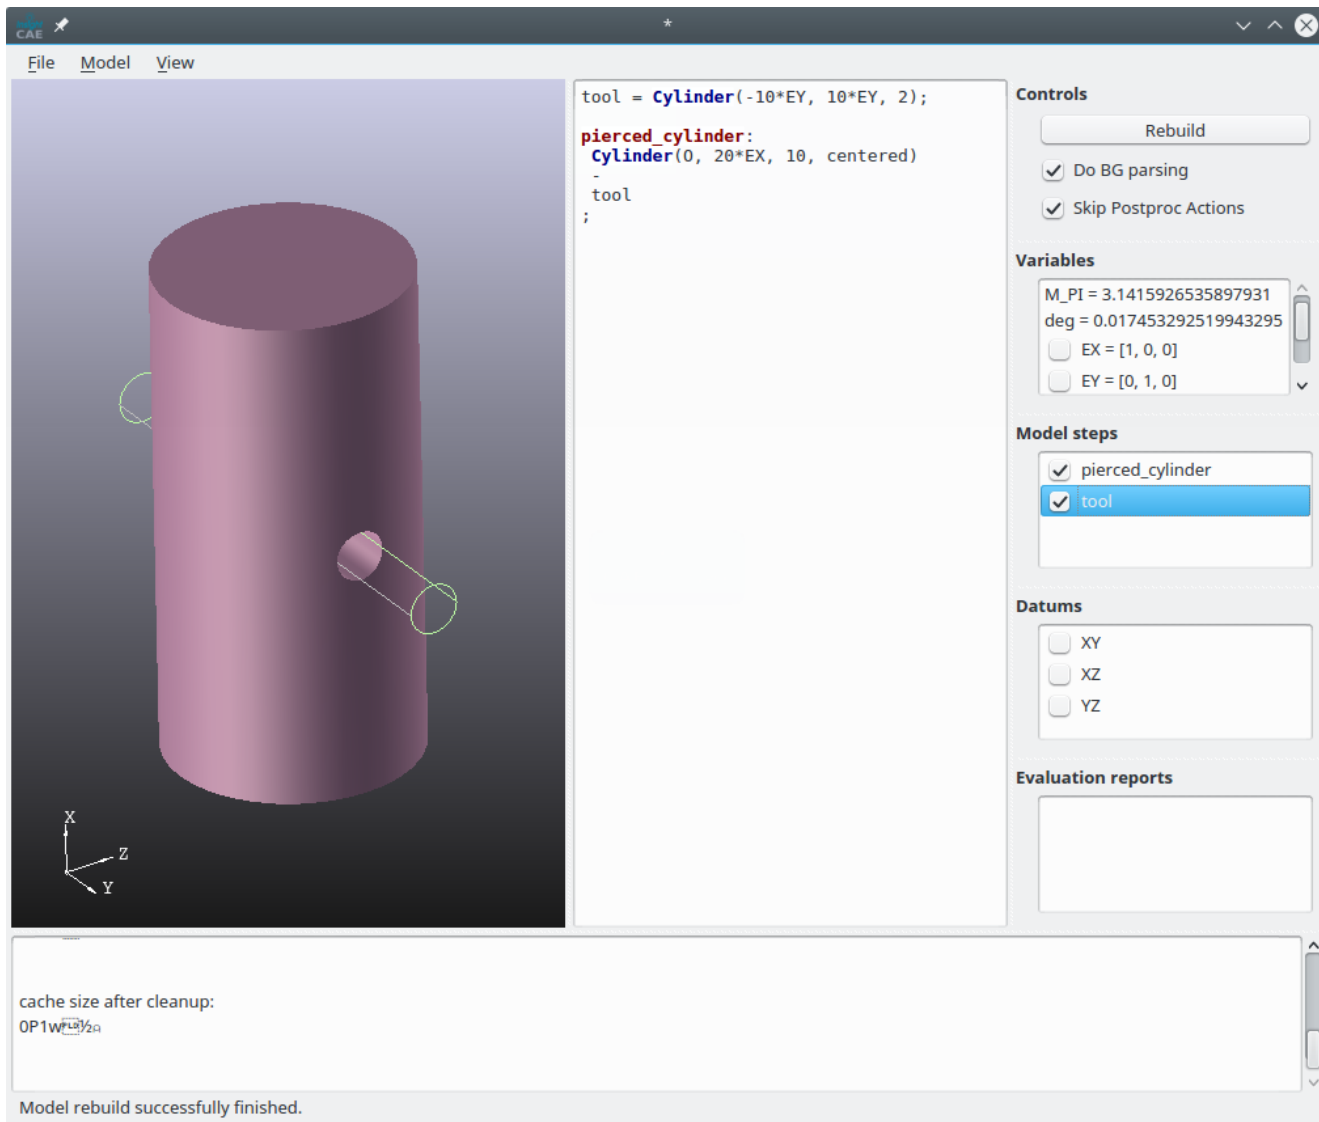 CAE
*
File Model View
tool = Cylinder(-10*EY, 10*EY, 2);
pierced_cylinder:
Cylinder(O, 20*EX, 10, centered)
-
tool
;
X
Z
Y
Controls
Rebuild
Do BG parsing
Skip Postproc Actions
Variables
M_PI = 3.1415926535897931
deg = 0.017453292519943295
EX = [1, 0, 0]
EY = [0, 1, 0]
Model steps
pierced_cylinder
tool
Datums
XY
XZ
YZ
Evaluation reports
cache size after cleanup:
Model rebuild successfully finished.